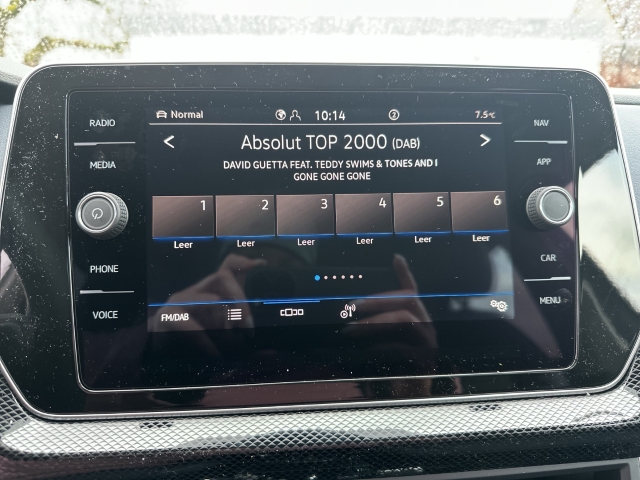 RADIO
MEDIA
PHONE
VOICE
Normal
10:14
2
7.5°C
Absolut TOP 2000 (DAB)
DAVID GUETTA FEAT. TEDDY SWIMS & TONES AND I
GONE GONE GONE
1 2 3 4 5 6
Leer Leer Leer Leer Leer Leer
FM/DAB
NAV
APP
CAR
MENU